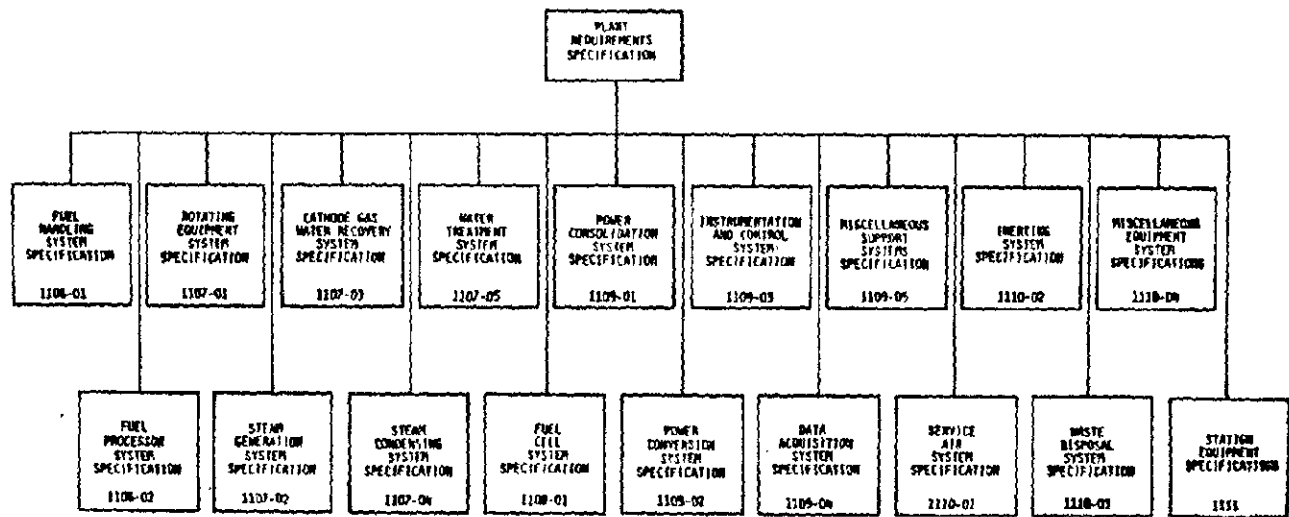 PLANT
REQUIREMENTS
SPECIFICATION
FUEL
HANDLING
SYSTEM
SPECIFICATION
1106-01
ROTATING
EQUIPMENT
SYSTEM
SPECIFICATION
1107-01
CATHODE GAS
WATER RECOVERY
SYSTEM
SPECIFICATION
1107-03
WATER
TREATMENT
SYSTEM
SPECIFICATION
1107-05
POWER
CONSOLIDATION
SYSTEM
SPECIFICATION
1109-01
INSTRUMENTATION
AND CONTROL
SYSTEM
SPECIFICATION
1109-03
MISCELLANEOUS
SUPPORT
SYSTEMS
SPECIFICATION
1109-05
INERTING
SYSTEM
SPECIFICATION
1110-02
MISCELLANEOUS
EQUIPMENT
SYSTEM
SPECIFICATIONS
1110-04
FUEL
PROCESSOR
SYSTEM
SPECIFICATION
1106-02
STEAM
GENERATION
SYSTEM
SPECIFICATION
1107-02
STEAM
CONDENSING
SYSTEM
SPECIFICATION
1107-04
FUEL
CELL
SYSTEM
SPECIFICATION
1108-01
POWER
CONVERSION
SYSTEM
SPECIFICATION
1109-02
DATA
ACQUISITION
SYSTEM
SPECIFICATION
1109-04
SERVICE
AIR
SYSTEM
SPECIFICATION
1110-01
WASTE
DISPOSAL
SYSTEM
SPECIFICATION
1110-03
STATION
EQUIPMENT
SPECIFICATIONS
1111